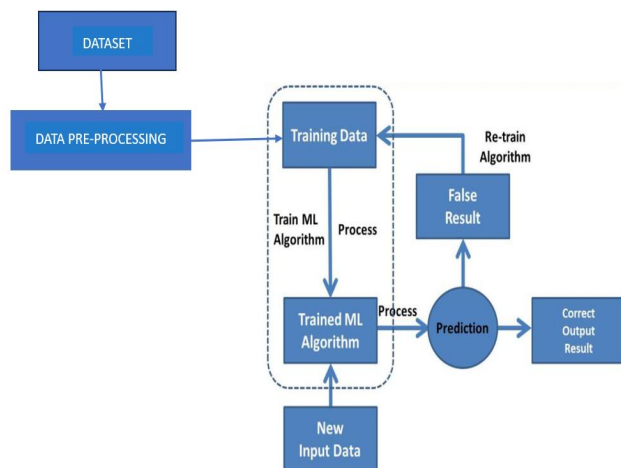 DATASET
DATA PRE-PROCESSING
Training Data
Re-train
Algorithm
False
Result
Train ML
Algorithm
Process
Trained ML
Algorithm
Process
Prediction
Correct
Output
Result
New
Input Data